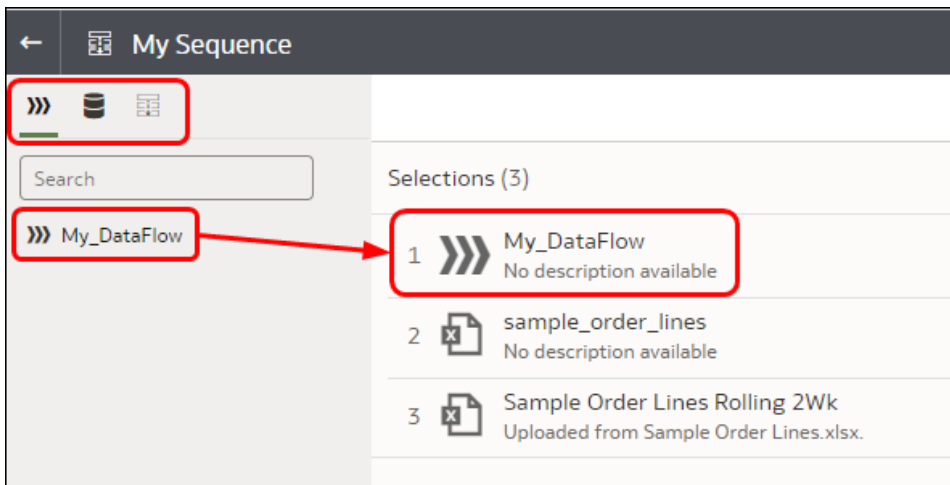 My Sequence
Search
My_DataFlow
Selections (3)
1
My_DataFlow
No description available
2
sample_order_lines
No description available
3
Sample Order Lines Rolling 2Wk
Uploaded from Sample Order Lines.xlsx.